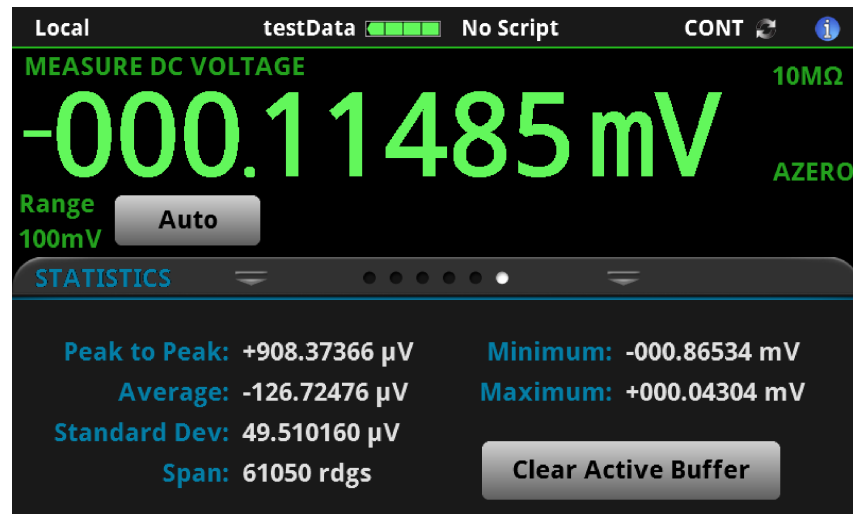 Local testData No Script CONT i
MEASURE DC VOLTAGE
10MΩ
-000.11485 mV
AZERO
Range
100mV
Auto
STATISTICS
Peak to Peak: +908.37366 µV
Minimum: -000.86534 mV
Average: -126.72476 µV
Maximum: +000.04304 mV
Standard Dev: 49.510160 µV
Span: 61050 rdgs
Clear Active Buffer